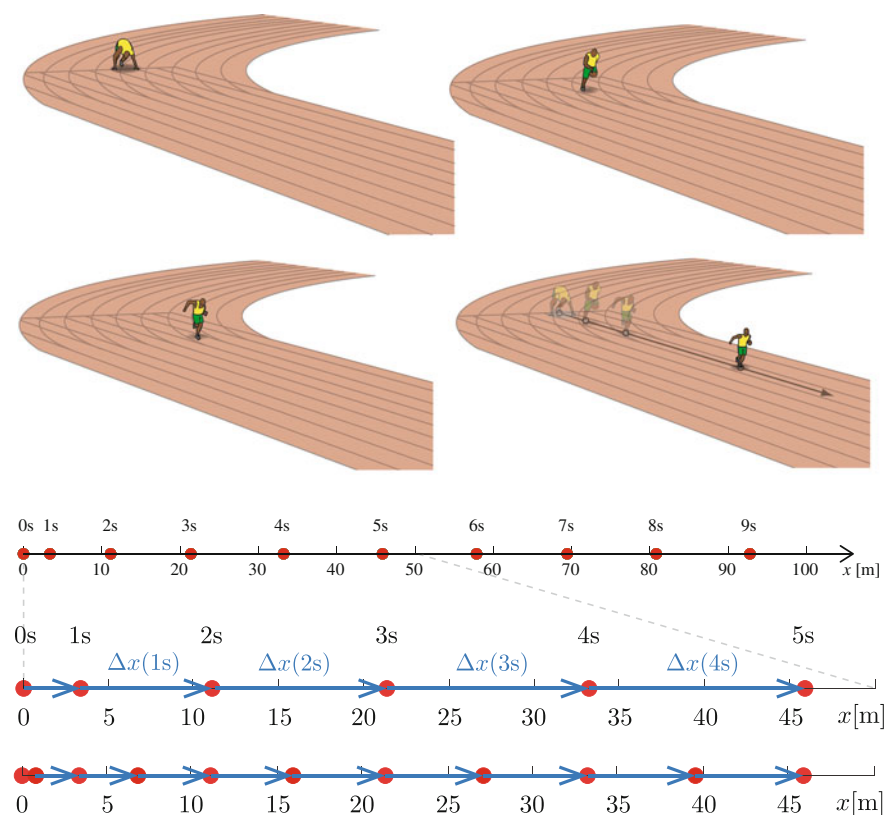 0s 1s 2s 3s 4s 5s 6s 7s 8s 9s
0 10 20 30 40 50 60 70 80 90 100 x [m]
0s 1s 2s 3s 4s 5s
Δx(1s) Δx(2s) Δx(3s) Δx(4s)
0 5 10 15 20 25 30 35 40 45 x[m]
0 5 10 15 20 25 30 35 40 45 x[m]